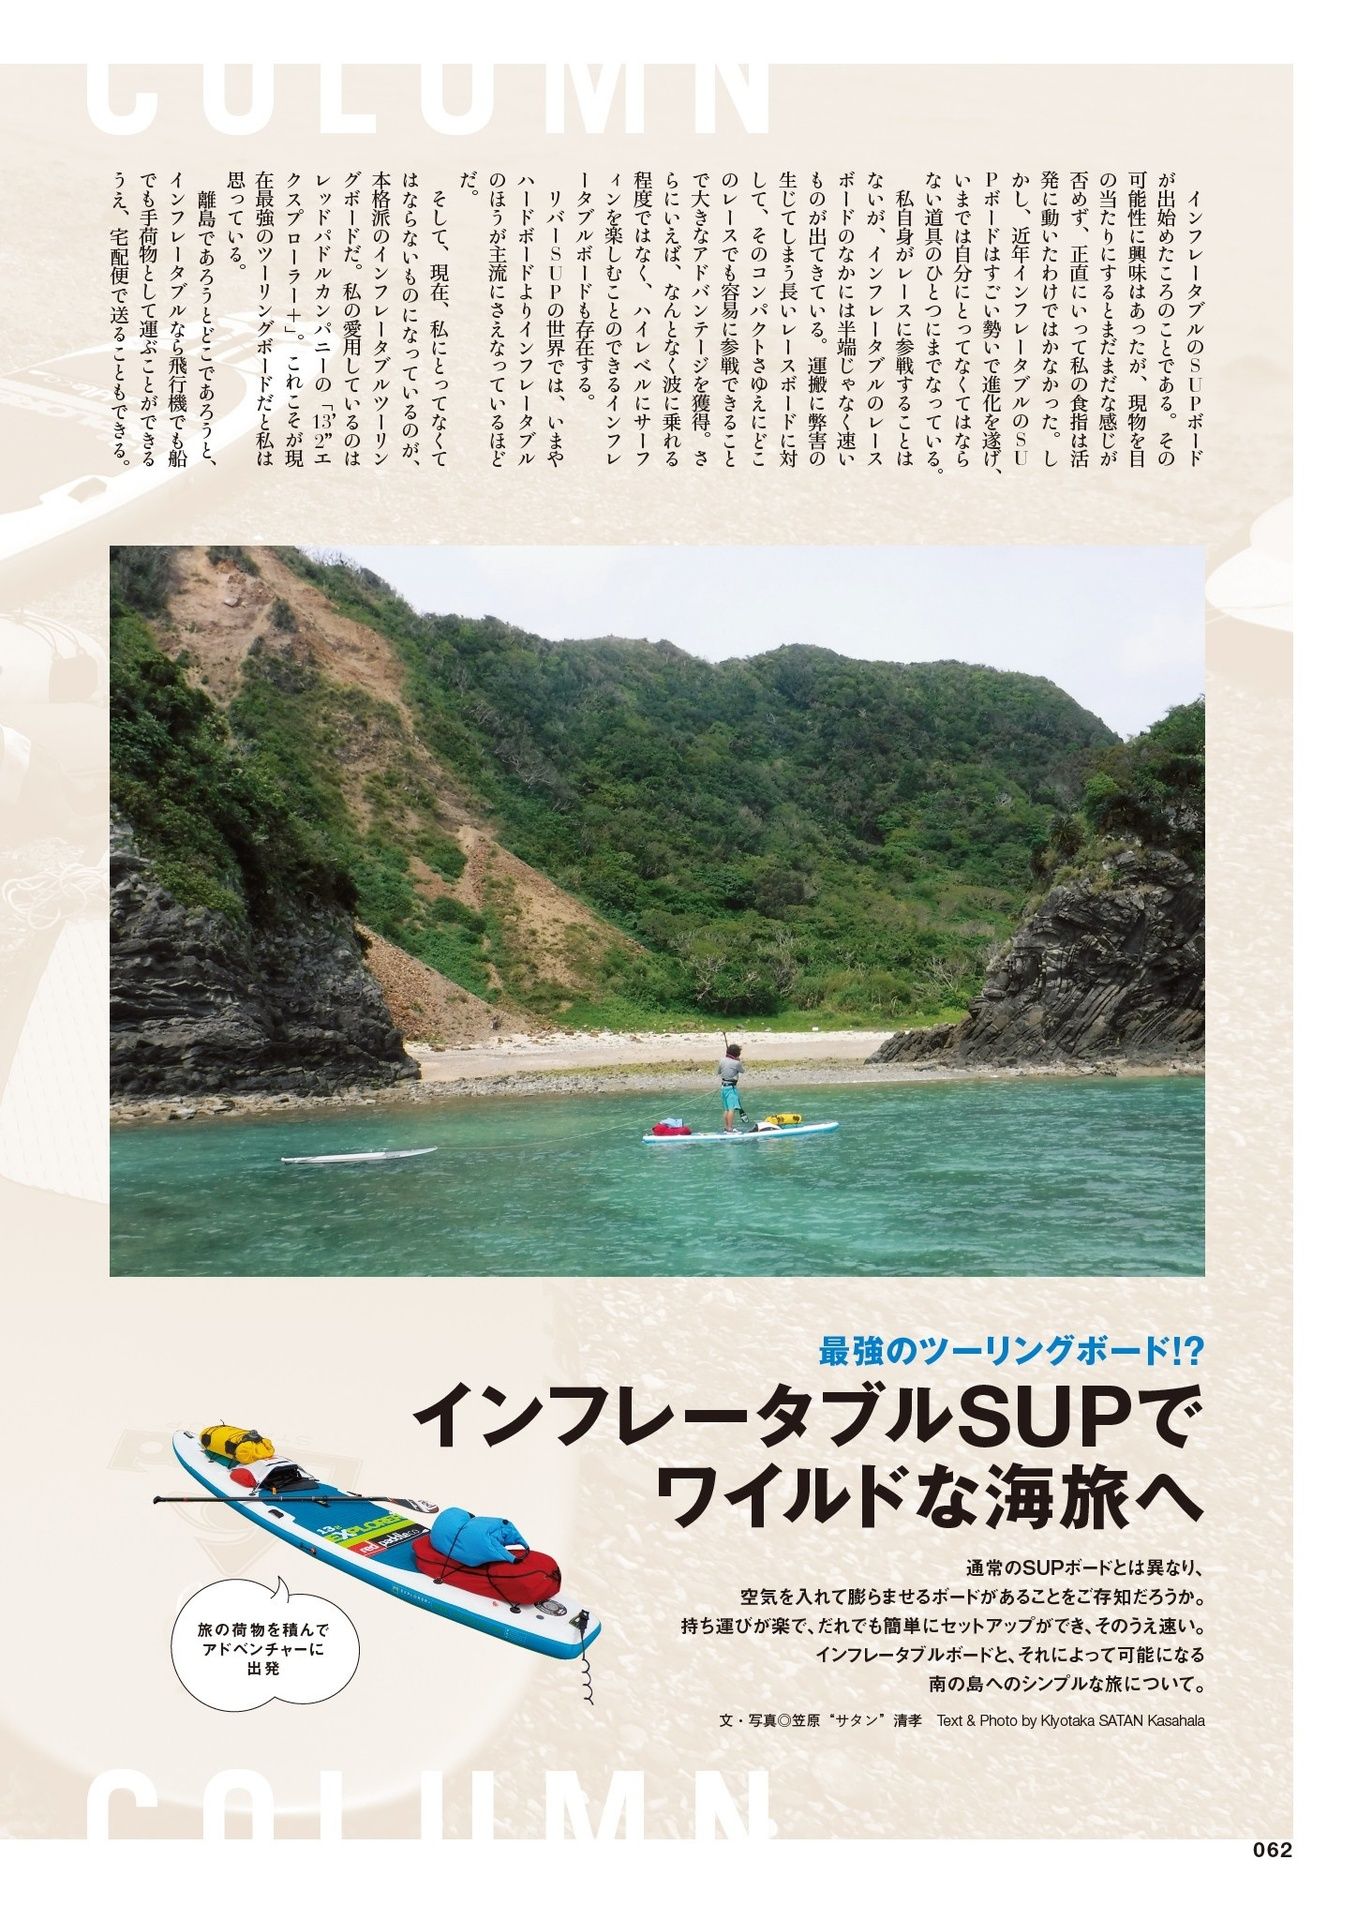 COLUMN
インフレータブルのSUPボード
が出始めたころのことである。その
可能性に興味はあったが、現物を目
の当たりにするとまだまだな感じが
否めず、正直にいって私の食指は活
発に動いたわけではかなかった。し
かし、近年インフレータブルのSU
Pボードはすごい勢いで進化を遂げ、
いまでは自分にとってなくてはなら
ない道具のひとつにまでなっている。
私自身がレースに参戦することは
ないが、インフレータブルのレース
ボードのなかには半端じゃなく速い
ものが出てきている。運搬に弊害の
生じてしまう長いレースボードに対
して、そのコンパクトさゆえにどこ
のレースでも容易に参戦できること
で大きなアドバンテージを獲得。さ
らにいえば、なんとなく波に乗れる
程度ではなく、ハイレベルにサーフ
ィンを楽しむことのできるインフレ
ータブルボードも存在する。
リバーSUPの世界では、いまや
ハードボードよりインフレータブル
のほうが主流にさえなっているほど
だ。
そして、現在、私にとってなくて
はならないものになっているのが、
本格派のインフレータブルツーリン
グボードだ。私の愛用しているのは
レッドパドルカンパニーの「13’2”エ
クスプローラー＋」。これこそが現
在最強のツーリングボードだと私は
思っている。
離島であろうとどこであろうと、
インフレータブルなら飛行機でも船
でも手荷物として運ぶことができる
うえ、宅配便で送ることもできる。
最強のツーリングボード!?
インフレータブルSUPで
ワイルドな海旅へ
通常のSUPボードとは異なり、
空気を入れて膨らませるボードがあることをご存知だろうか。
持ち運びが楽で、だれでも簡単にセットアップができ、そのうえ速い。
インフレータブルボードと、それによって可能になる
南の島へのシンプルな旅について。
文・写真◎笠原“サタン”清孝　Text & Photo by KIyotaka SATAN Kasahala
13'2"
EXPLORER
red paddle co
EXPLORER+
旅の荷物を積んで
アドベンチャーに
出発
COLUMN
062